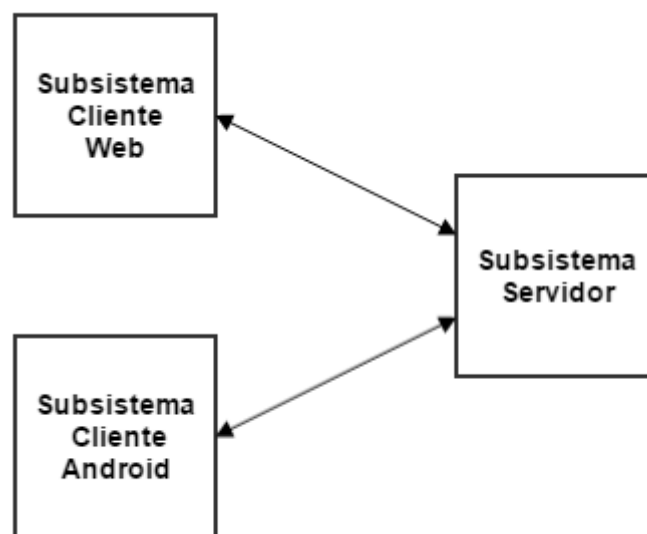 Subsistema
Cliente
Web
Subsistema
Servidor
Subsistema
Cliente
Android